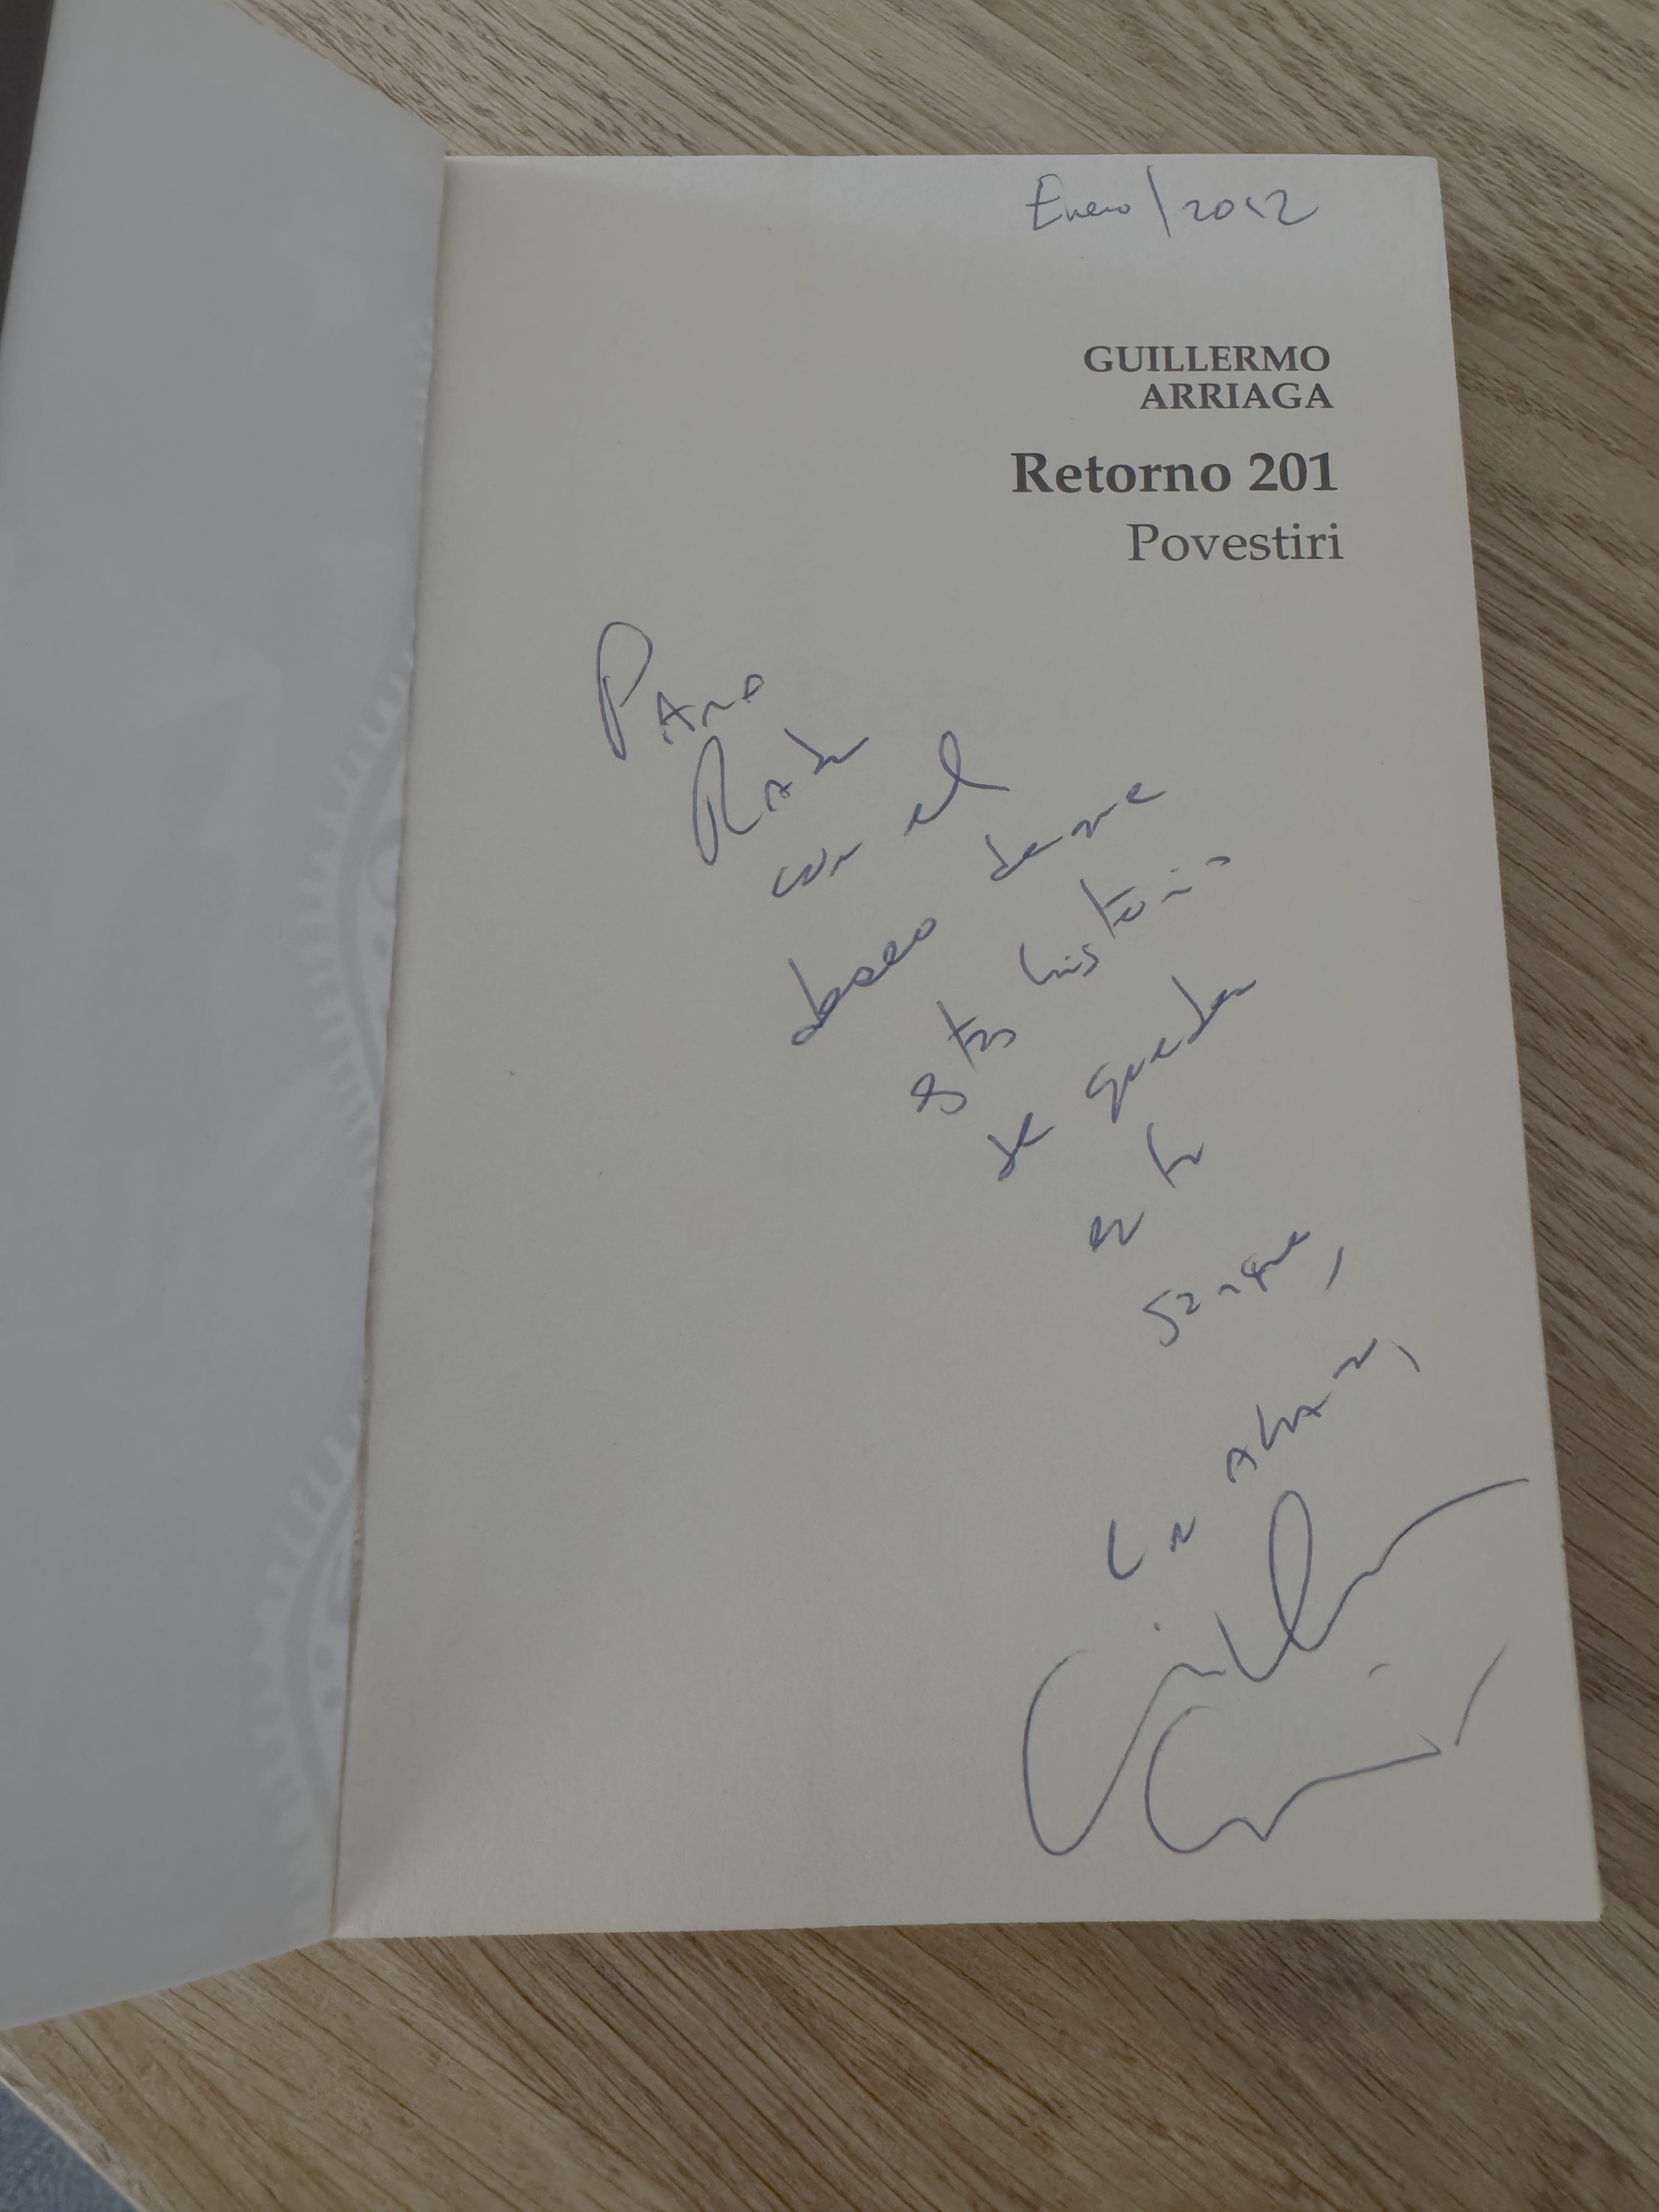 Enero/2012
GUILLERMO
ARRIAGA
Retorno 201
Povestiri
PARA
RADU
con el
deseo de que
estas historias
se queden
en tu
sangre,
Un abrazo,